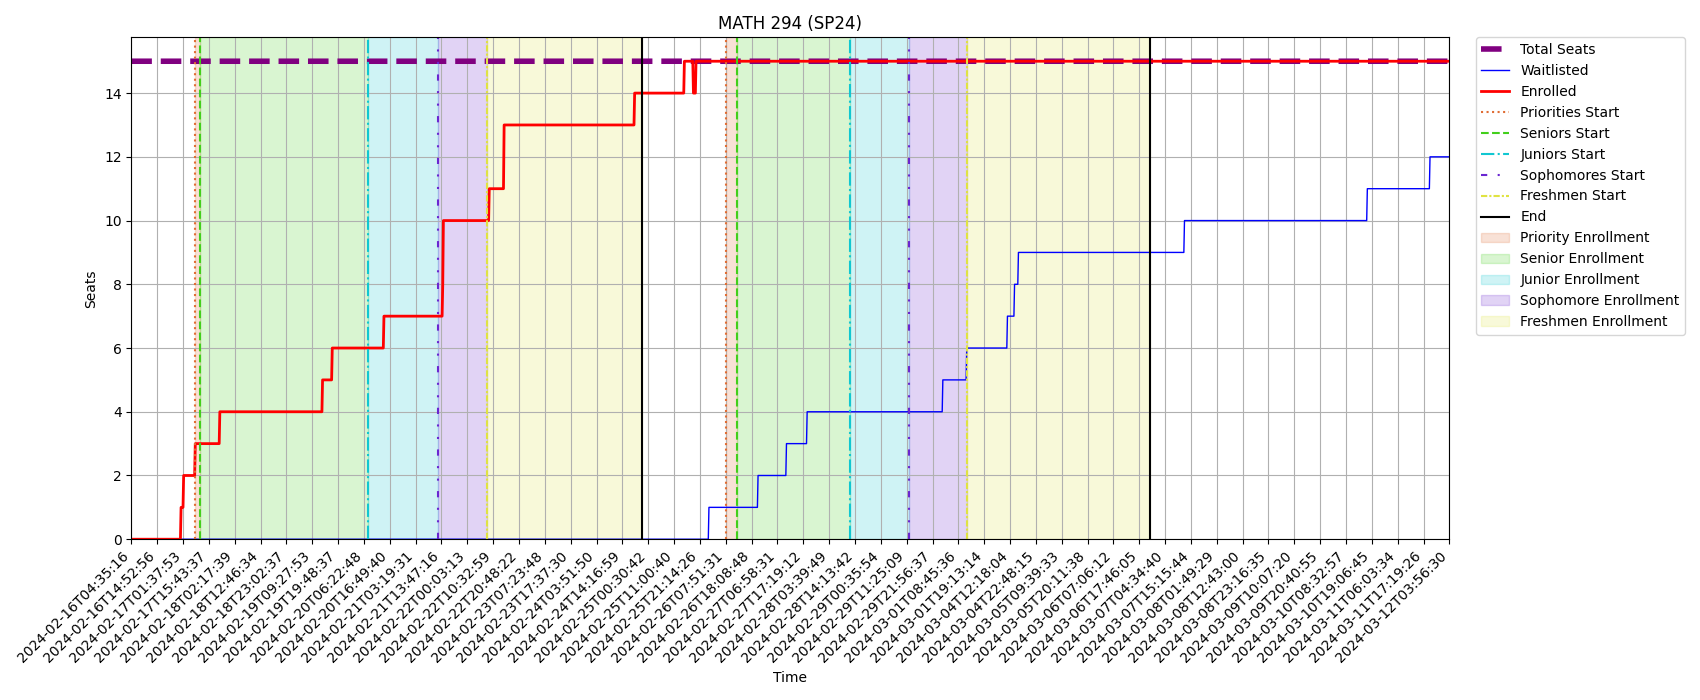 MATH 294 (SP24)
Total Seats
Waitlisted
Enrolled
Priorities Start
Seniors Start
Juniors Start
Sophomores Start
Freshmen Start
End
Priority Enrollment
Senior Enrollment
Junior Enrollment
Sophomore Enrollment
Freshmen Enrollment
Seats
14
12
10
8
6
4
2
0
2024-02-16T04:35:16
2024-02-16T14:52:56
2024-02-17T01:37:53
2024-02-17T15:43:37
2024-02-18T02:17:39
2024-02-18T12:46:34
2024-02-18T23:02:37
2024-02-19T09:27:53
2024-02-19T19:48:37
2024-02-20T06:22:48
2024-02-20T16:49:40
2024-02-21T03:19:31
2024-02-21T13:47:16
2024-02-22T00:03:13
2024-02-22T10:32:59
2024-02-22T20:48:22
2024-02-23T07:23:48
2024-02-23T17:37:30
2024-02-24T03:51:50
2024-02-24T14:16:59
2024-02-25T00:30:42
2024-02-25T11:00:40
2024-02-25T21:14:26
2024-02-26T07:51:31
2024-02-26T18:08:48
2024-02-27T06:58:31
2024-02-27T17:19:12
2024-02-28T03:39:49
2024-02-28T14:13:42
2024-02-29T00:35:54
2024-02-29T11:25:09
2024-02-29T21:56:37
2024-03-01T08:45:36
2024-03-01T19:13:14
2024-03-04T12:18:04
2024-03-04T22:48:15
2024-03-05T09:39:33
2024-03-05T20:11:38
2024-03-06T07:06:12
2024-03-06T17:46:05
2024-03-07T04:34:40
2024-03-07T15:15:44
2024-03-08T01:49:29
2024-03-08T12:43:00
2024-03-08T23:16:35
2024-03-09T10:07:20
2024-03-09T20:40:55
2024-03-10T08:32:57
2024-03-10T19:06:45
2024-03-11T06:03:34
2024-03-11T17:19:26
2024-03-12T03:56:30
Time